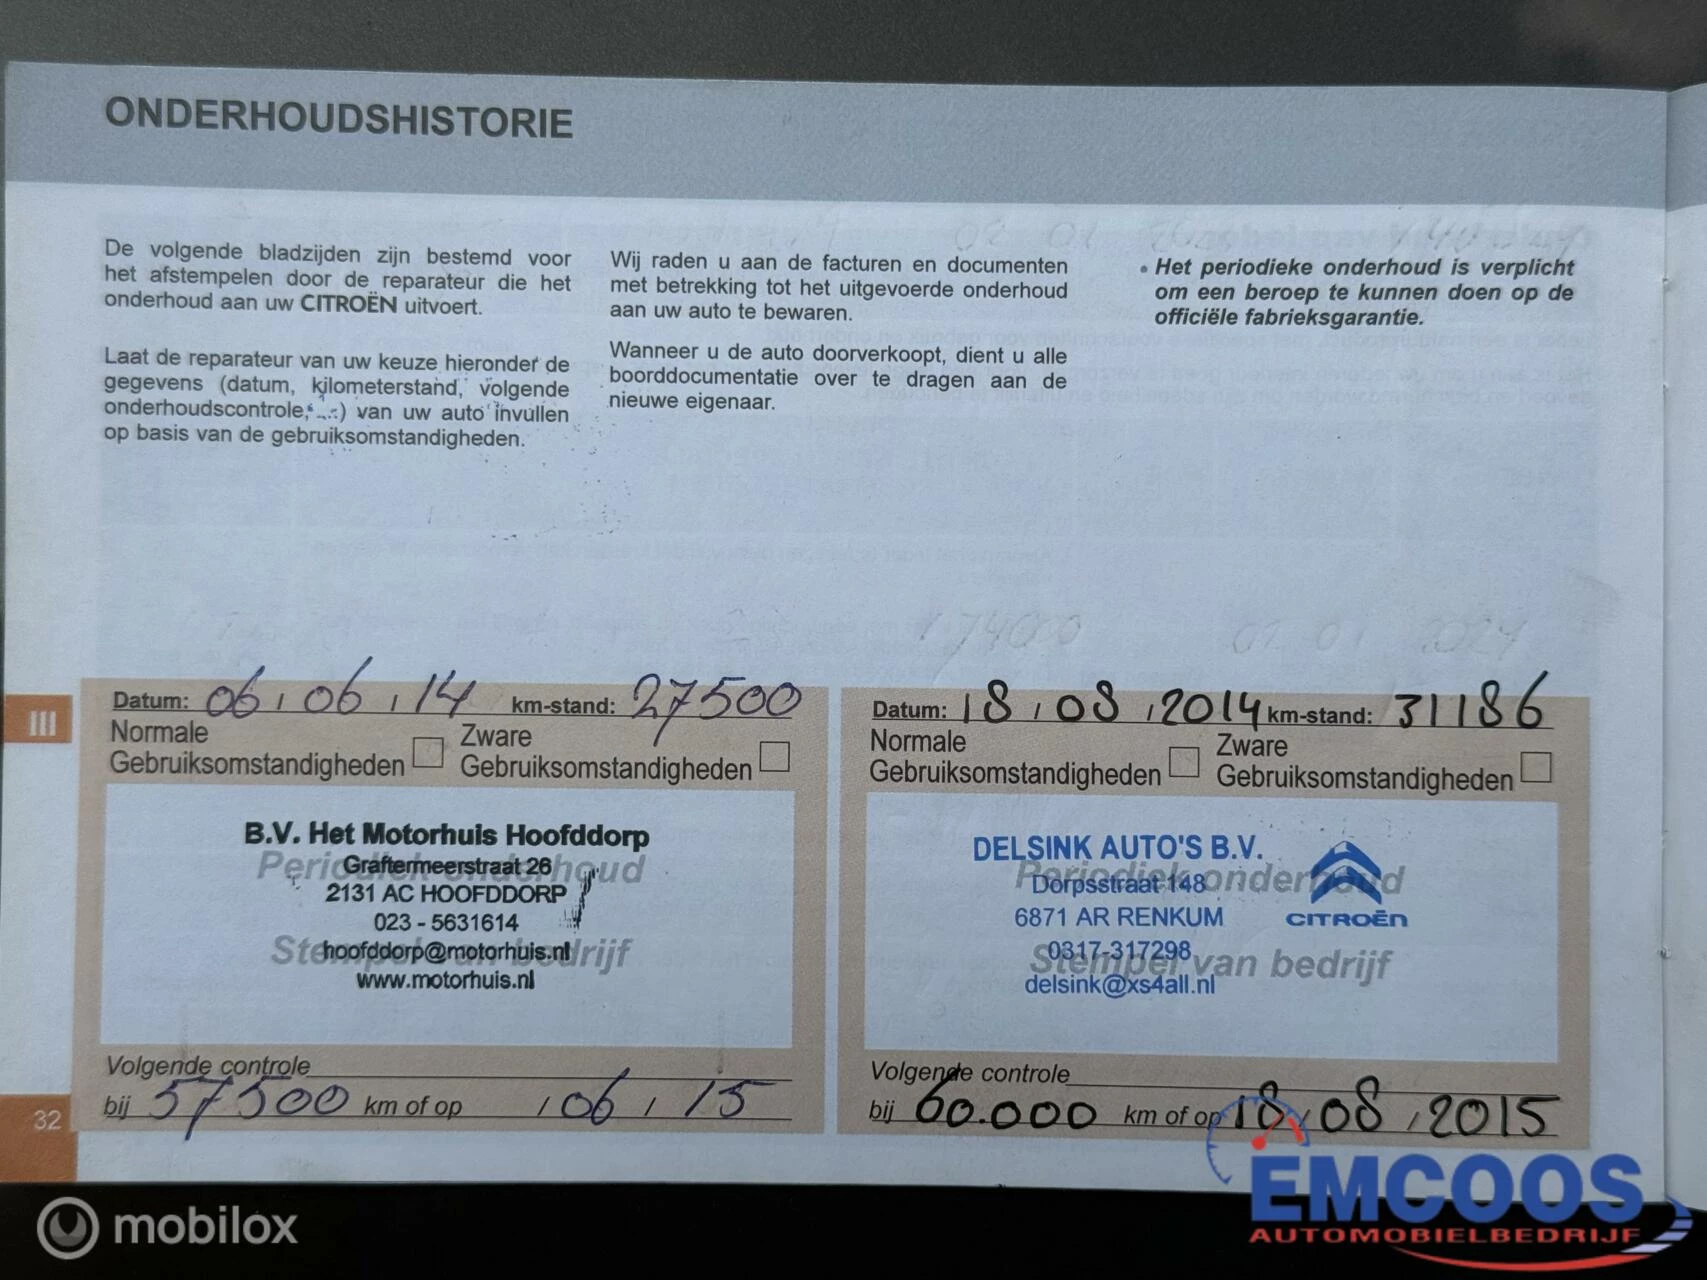 ONDERHOUDSHISTORIE
De volgende bladzijden zijn bestemd voor
het afstempelen door de reparateur die het
onderhoud aan uw CITROËN uitvoert.
Laat de reparateur van uw keuze hieronder de
gegevens (datum, kilometerstand, volgende
onderhoudscontrole, ...) van uw auto invullen
op basis van de gebruiksomstandigheden.
Wij raden u aan de facturen en documenten
met betrekking tot het uitgevoerde onderhoud
aan uw auto te bewaren.
Wanneer u de auto doorverkoopt, dient u alle
boorddocumentatie over te dragen aan de
nieuwe eigenaar.
• Het periodieke onderhoud is verplicht
om een beroep te kunnen doen op de
officiële fabrieksgarantie.
174000 01 01 2024
III
Datum: 06 / 06 / 14 km-stand: 27500
Normale
Gebruiksomstandigheden
Zware
Gebruiksomstandigheden
B.V. Het Motorhuis Hoofddorp
Graftermeerstraat 26
2131 AC HOOFDDORP
023 - 5631614
hoofddorp@motorhuis.nl
www.motorhuis.nl
Periodiek onderhoud
Stempel van bedrijf
Volgende controle
bij 57500 km of op / 06 / 15
Datum: 18 / 08 / 2014 km-stand: 31186
Normale
Gebruiksomstandigheden
Zware
Gebruiksomstandigheden
DELSINK AUTO'S B.V.
Dorpsstraat 148
6871 AR RENKUM
0317-317298
delsink@xs4all.nl
CITROËN
Periodiek onderhoud
Stempel van bedrijf
Volgende controle
bij 60.000 km of op 18 / 08 / 2015
32
mobilox
EMCOOS
AUTOMOBIELBEDRIJF